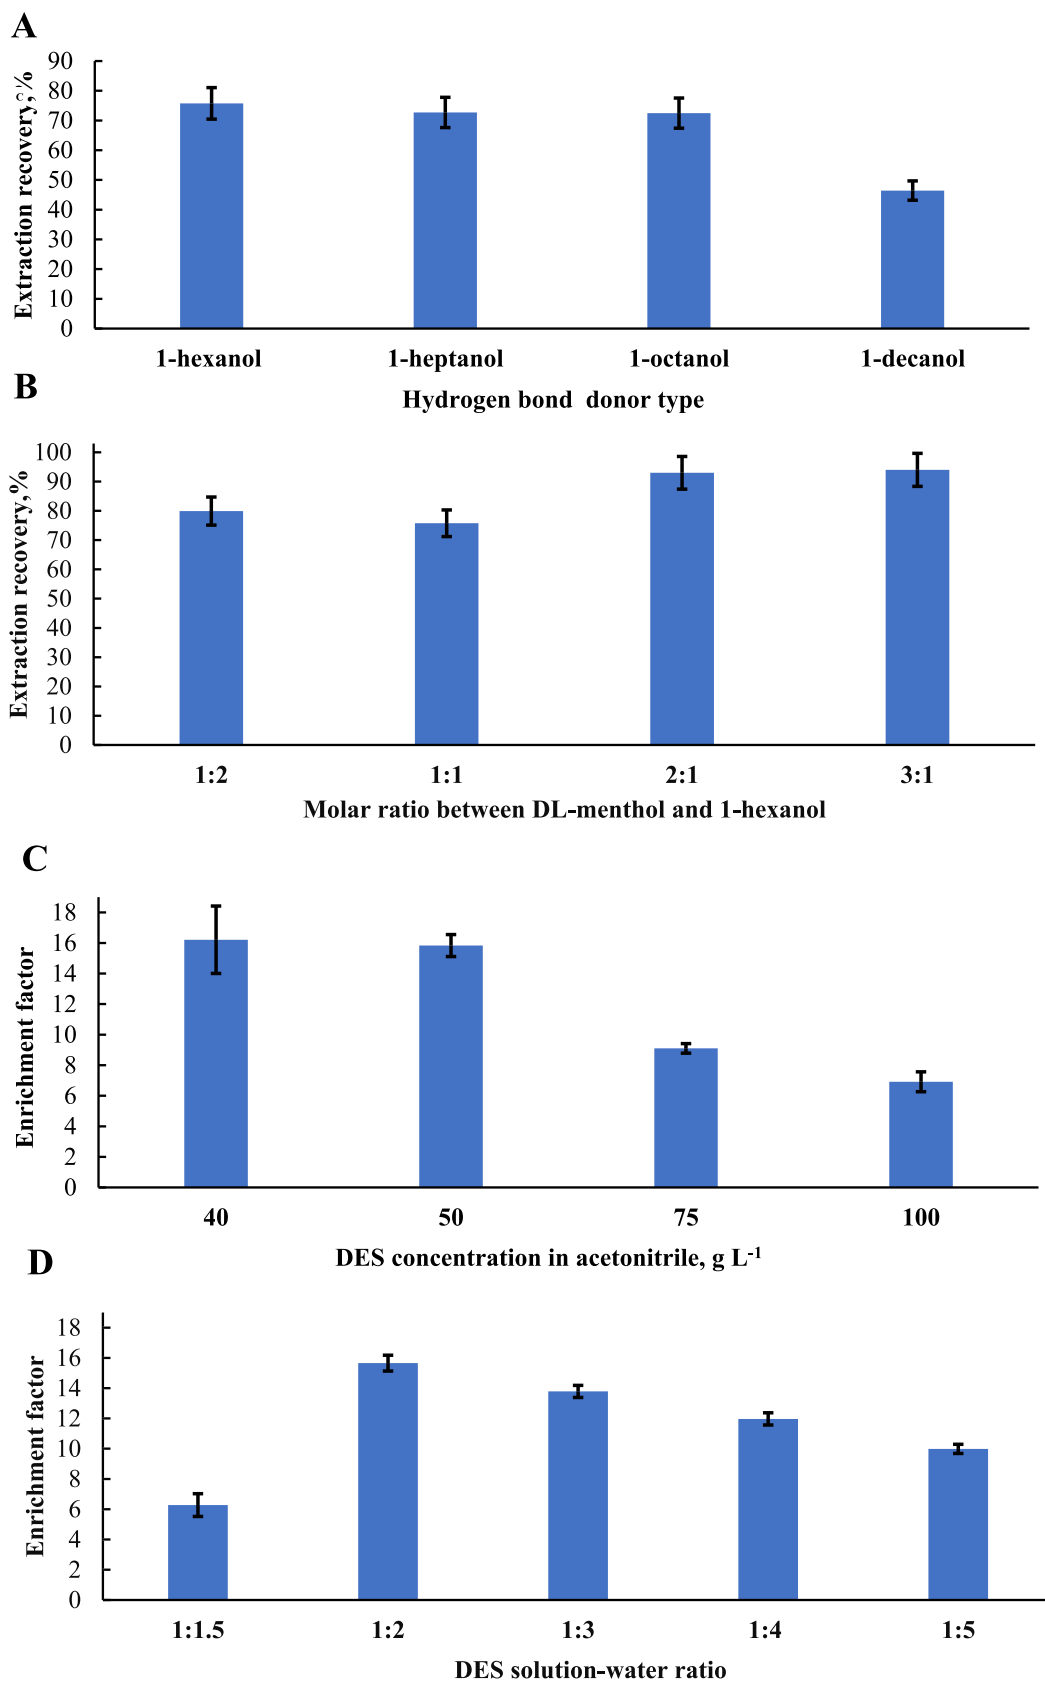 A
Extraction recovery, %
90
80
70
60
50
40
30
20
10
0
1-hexanol 1-heptanol 1-octanol 1-decanol
Hydrogen bond donor type
B
Extraction recovery,%
100
90
80
70
60
50
40
30
20
10
0
1:2 1:1 2:1 3:1
Molar ratio between DL-menthol and 1-hexanol
C
Enrichment factor
18
16
14
12
10
8
6
4
2
0
40 50 75 100
DES concentration in acetonitrile, g L⁻¹
D
Enrichment factor
18
16
14
12
10
8
6
4
2
0
1:1.5 1:2 1:3 1:4 1:5
DES solution-water ratio